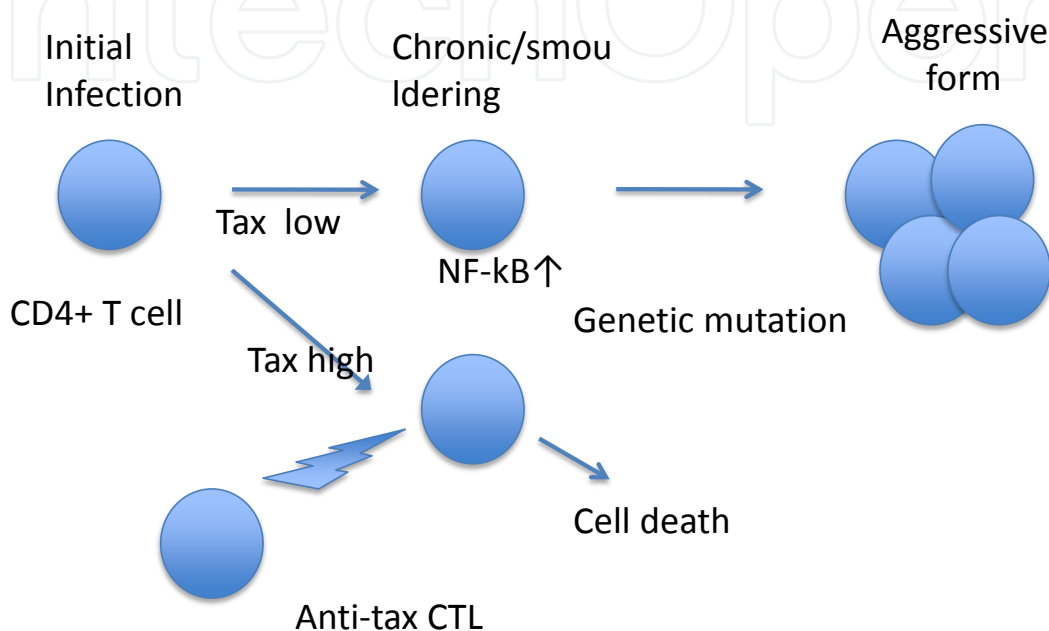 Initial
Infection
Chronic/smou
ldering
Aggressive
form
Tax low
NF-kB↑
CD4+ T cell
Genetic mutation
Tax high
Cell death
Anti-tax CTL